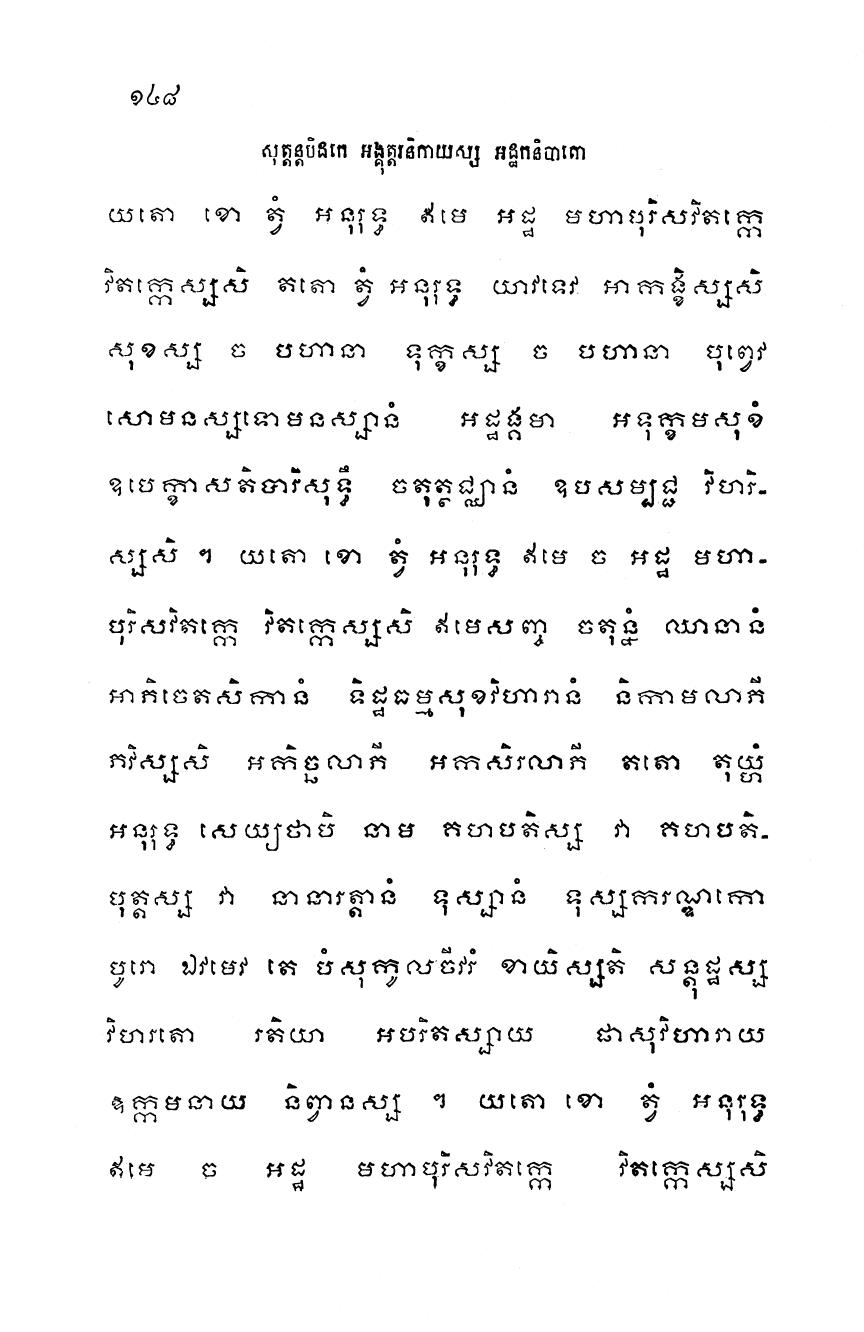 ១៤៨
សុត្តន្តបិដកេ អង្គុត្តរនិកាយស្ស អដ្ឋកនិបាតោ
យតោ ខោ ត្វំ អនុរុទ្ធ ឥមេ អដ្ឋ មហាបុរិសវិតក្កេ
វិតក្កេស្សសិ តតោ ត្វំ អនុរុទ្ធ យាវទេវ អាកង្ខិស្សសិ
សុខស្ស ច បហានា ទុក្ខស្ស ច បហានា បុព្វេវ
សោមនស្សទោមនស្សានំ អដ្ឋង្គមា អទុក្ខមសុខំ
ឧបេក្ខាសតិបារិសុទ្ធឹ ចតុត្ថជ្ឈានំ ឧបសម្បជ្ជ វិហរិ-
ស្សសិ ។ យតោ ខោ ត្វំ អនុរុទ្ធ ឥមេ ច អដ្ឋ មហា-
បុរិសវិតក្កេ វិតក្កេស្សសិ ឥមេសញ្ច ចតុន្នំ ឈានានំ
អាភិចេតសិកានំ ទិដ្ឋធម្មសុខវិហារានំ និកាមលាភី
ភវិស្សសិ អកិច្ឆលាភី អកសិរលាភី តតោ តុយ្ហំ
អនុរុទ្ធ សេយ្យថាបិ នាម គហបតិស្ស វា គហបតិ-
បុត្តស្ស វា នានារត្តានំ ទុស្សានំ ទុស្សករណ្ឌកោ
បូរោ ឯវមេវ តេ បំសុកូលចីវរំ ខាយិស្សតិ សន្តុដ្ឋស្ស
វិហរតោ រតិយា អបរិតស្សាយ ផាសុវិហារាយ
ឧក្កមនាយ និព្វានស្ស ។ យតោ ខោ ត្វំ អនុរុទ្ធ
ឥមេ ច អដ្ឋ មហាបុរិសវិតក្កេ វិតក្កេស្សសិ